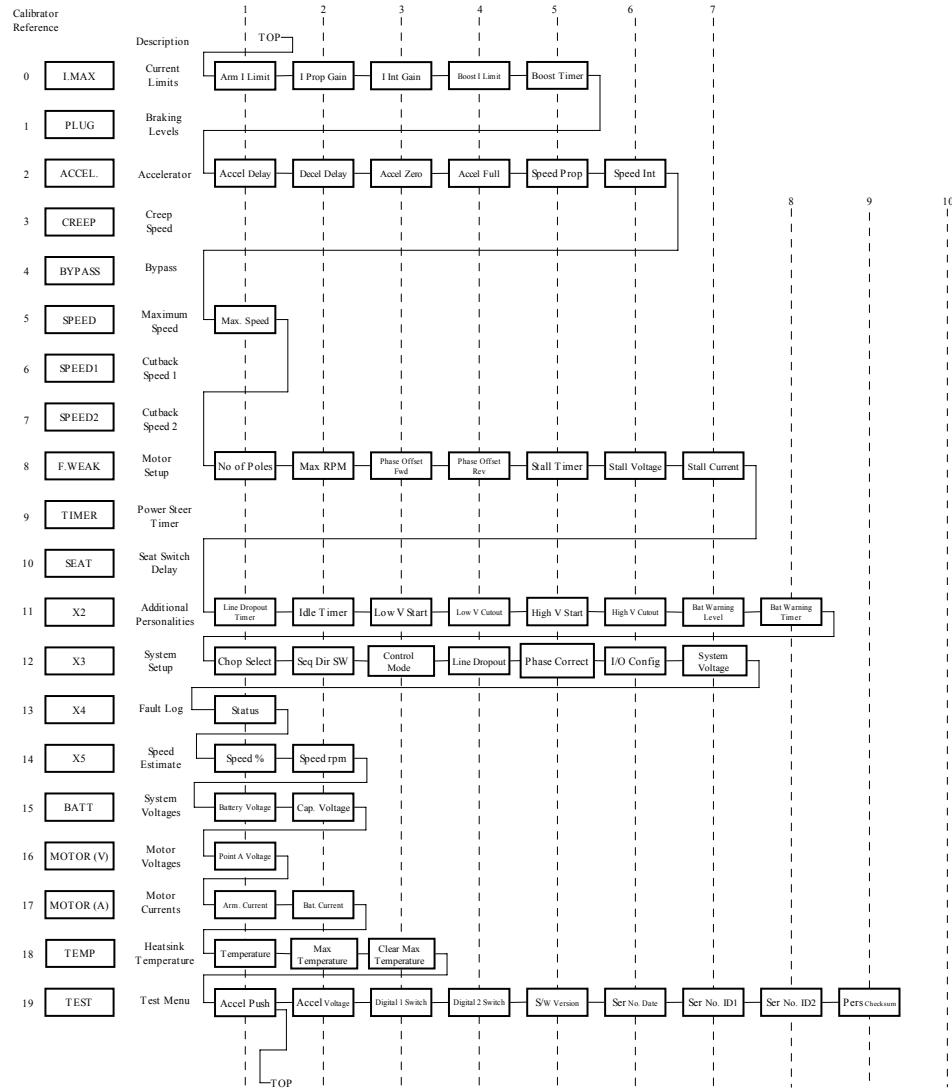 Calibrator
Reference
1 2 3 4 5 6 7
Description
TOP
0 I.MAX Current Limits Arm I Limit I Prop Gain I Int Gain Boost I Limit Boost Timer
1 PLUG Braking Levels
2 ACCEL. Accelerator Accel Delay Decel Delay Accel Zero Accel Full Speed Prop Speed Int
8 9 10
3 CREEP Creep Speed
4 BYPASS Bypass
5 SPEED Maximum Speed Max. Speed
6 SPEED1 Cutback Speed 1
7 SPEED2 Cutback Speed 2
8 F.WEAK Motor Setup No of Poles Max RPM Phase Offset Fwd Phase Offset Rev Stall Timer Stall Voltage Stall Current
9 TIMER Power Steer Timer
10 SEAT Seat Switch Delay
11 X2 Additional Personalities Line Dropout Timer Idle Timer Low V Start Low V Cutout High V Start High V Cutout Bat Warning Level Bat Warning Timer
12 X3 System Setup Chop Select Seq Dir SW Control Mode Line Dropout Phase Correct I/O Config System Voltage
13 X4 Fault Log Status
14 X5 Speed Estimate Speed % Speed rpm
15 BATT System Voltages Battery Voltage Cap. Voltage
16 MOTOR (V) Motor Voltages Point A Voltage
17 MOTOR (A) Motor Currents Arm. Current Bat. Current
18 TEMP Heatsink Temperature Temperature Max Temperature Clear Max Temperature
19 TEST Test Menu Accel Push Accel Voltage Digital 1 Switch Digital 2 Switch S/W Version Ser No. Date Ser No. ID1 Ser No. ID2 Pers Checksum
TOP